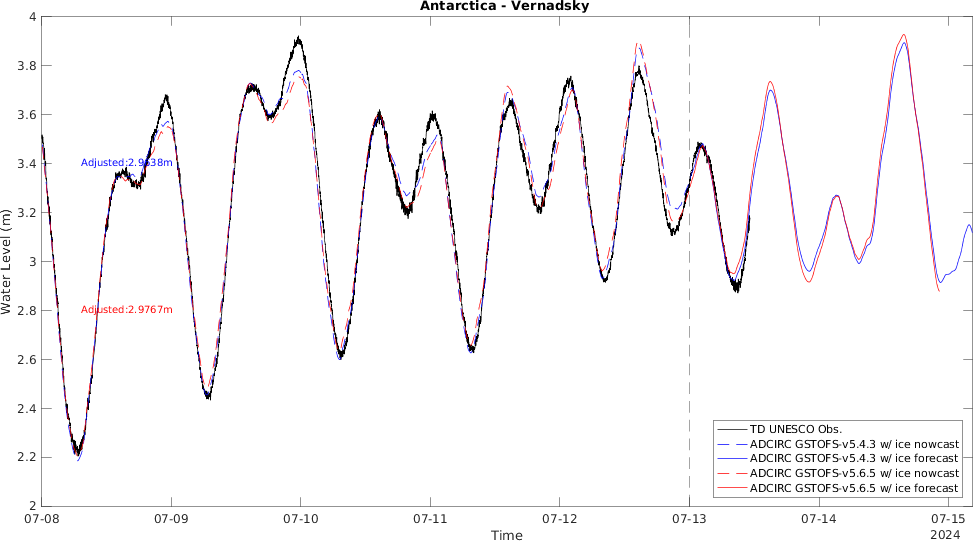 Antarctica - Vernadsky
4
3.8
3.6
3.4
3.2
3
2.8
2.6
2.4
2.2
2
Water Level (m)
Adjusted:2.9638m
Adjusted:2.9767m
TD UNESCO Obs.
ADCIRC GSTOFS-v5.4.3 w/ ice nowcast
ADCIRC GSTOFS-v5.4.3 w/ ice forecast
ADCIRC GSTOFS-v5.6.5 w/ ice nowcast
ADCIRC GSTOFS-v5.6.5 w/ ice forecast
07-08 07-09 07-10 07-11 07-12 07-13 07-14 07-15
Time
2024